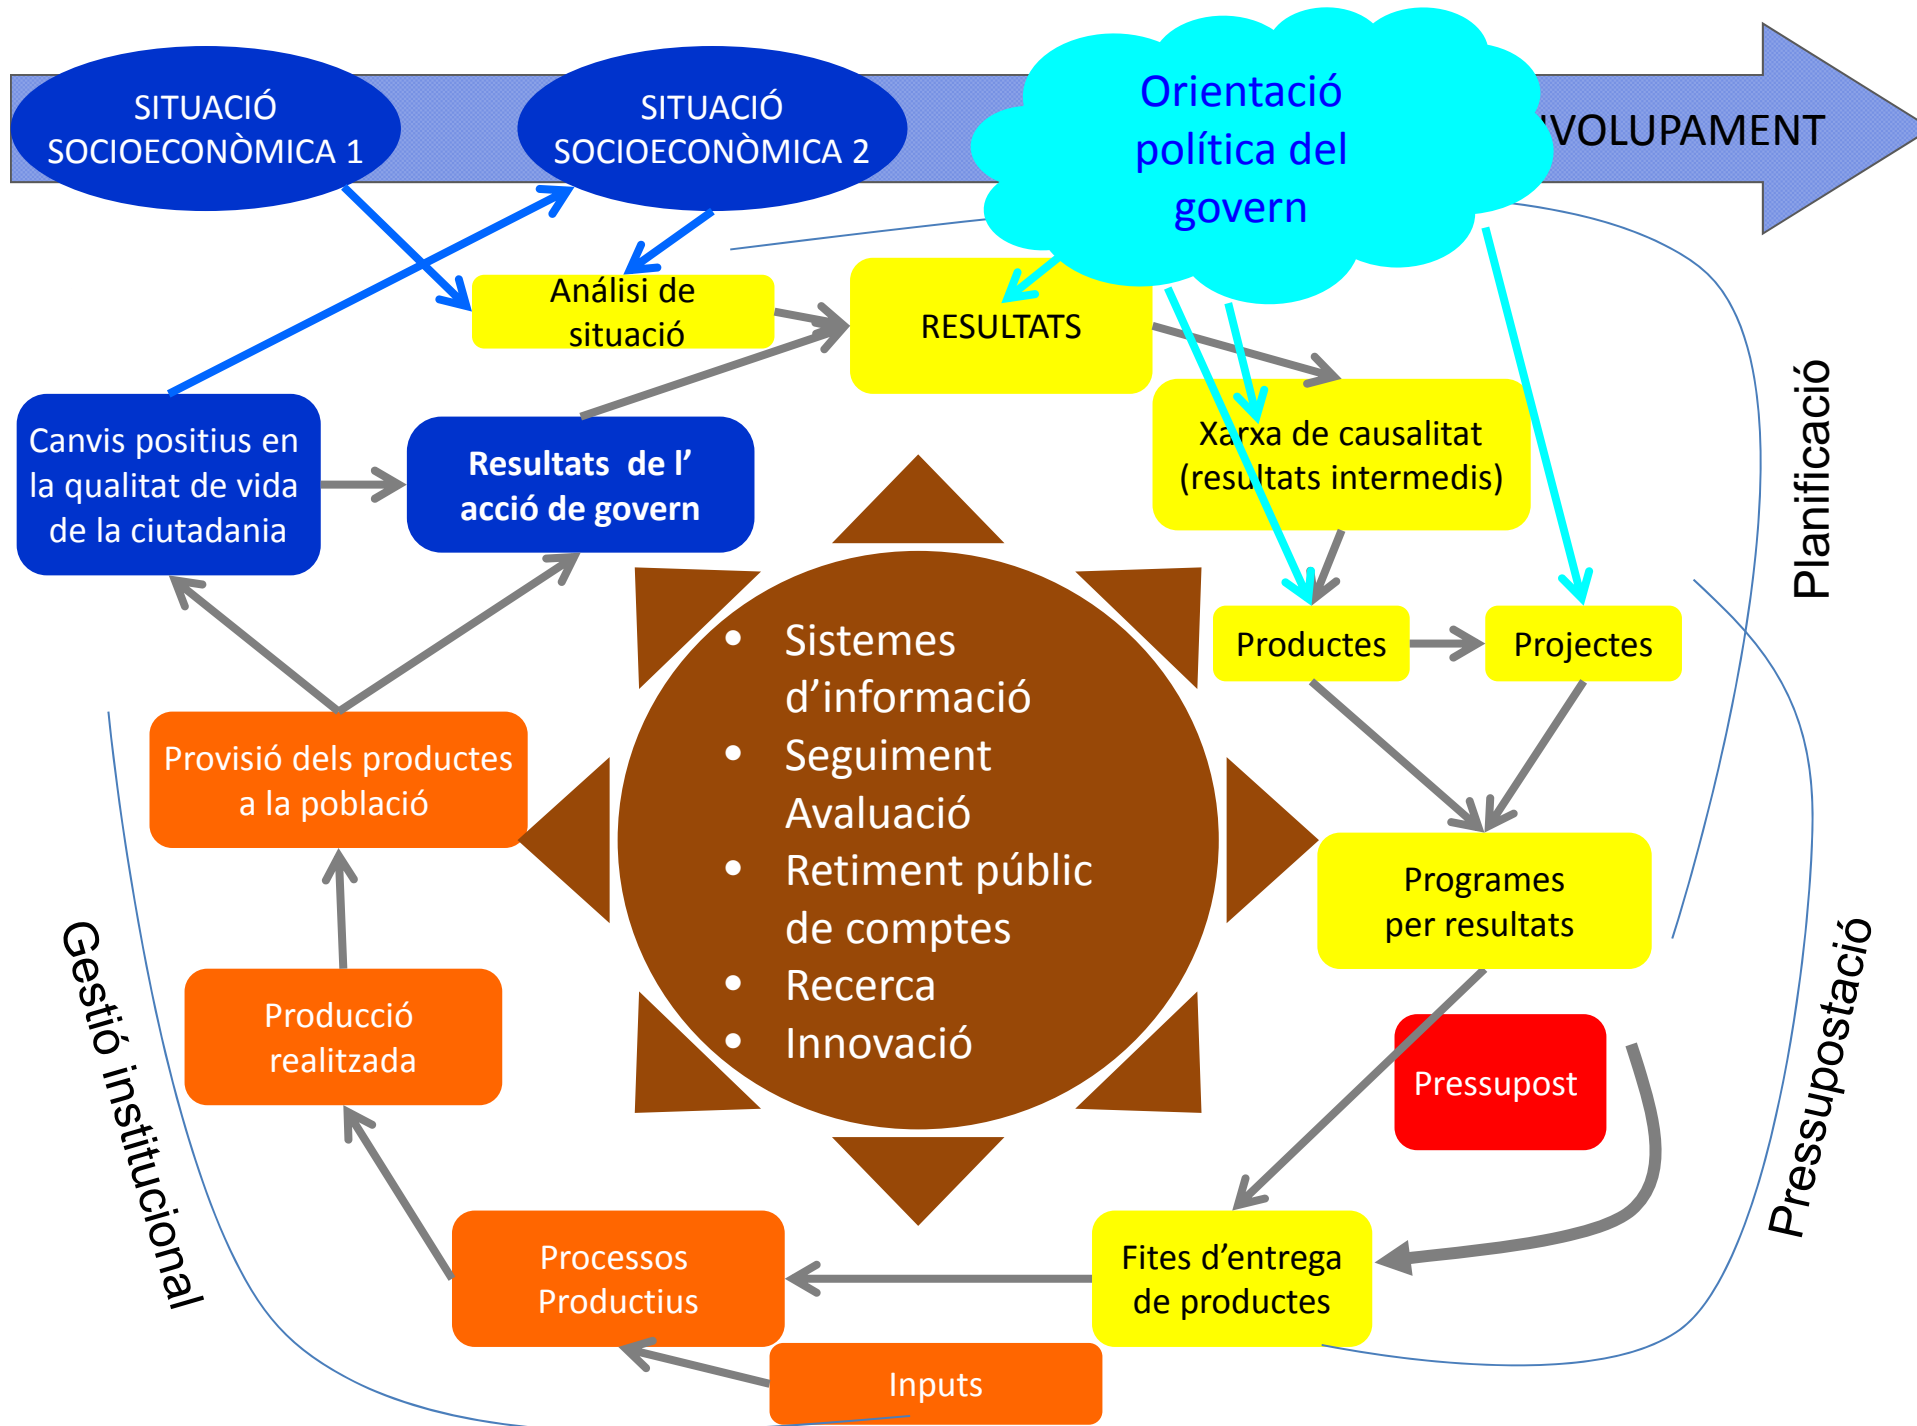 SITUACIÓ
SOCIOECONÒMICA 1
SITUACIÓ
SOCIOECONÒMICA 2
Orientació
política del
govern
VOLUPAMENT
Análisi de
situació
RESULTATS
Canvis positius en
la qualitat de vida
de la ciutadania
Resultats de l’
acció de govern
Xarxa de causalitat
(resultats intermedis)
Planificació
Productes
Projectes
• Sistemes
d’informació
• Seguiment
Avaluació
• Retiment públic
de comptes
• Recerca
• Innovació
Provisió dels productes
a la població
Programes
per resultats
Gestió institucional
Producció
realitzada
Pressupost
Pressupostació
Processos
Productius
Fites d’entrega
de productes
Inputs